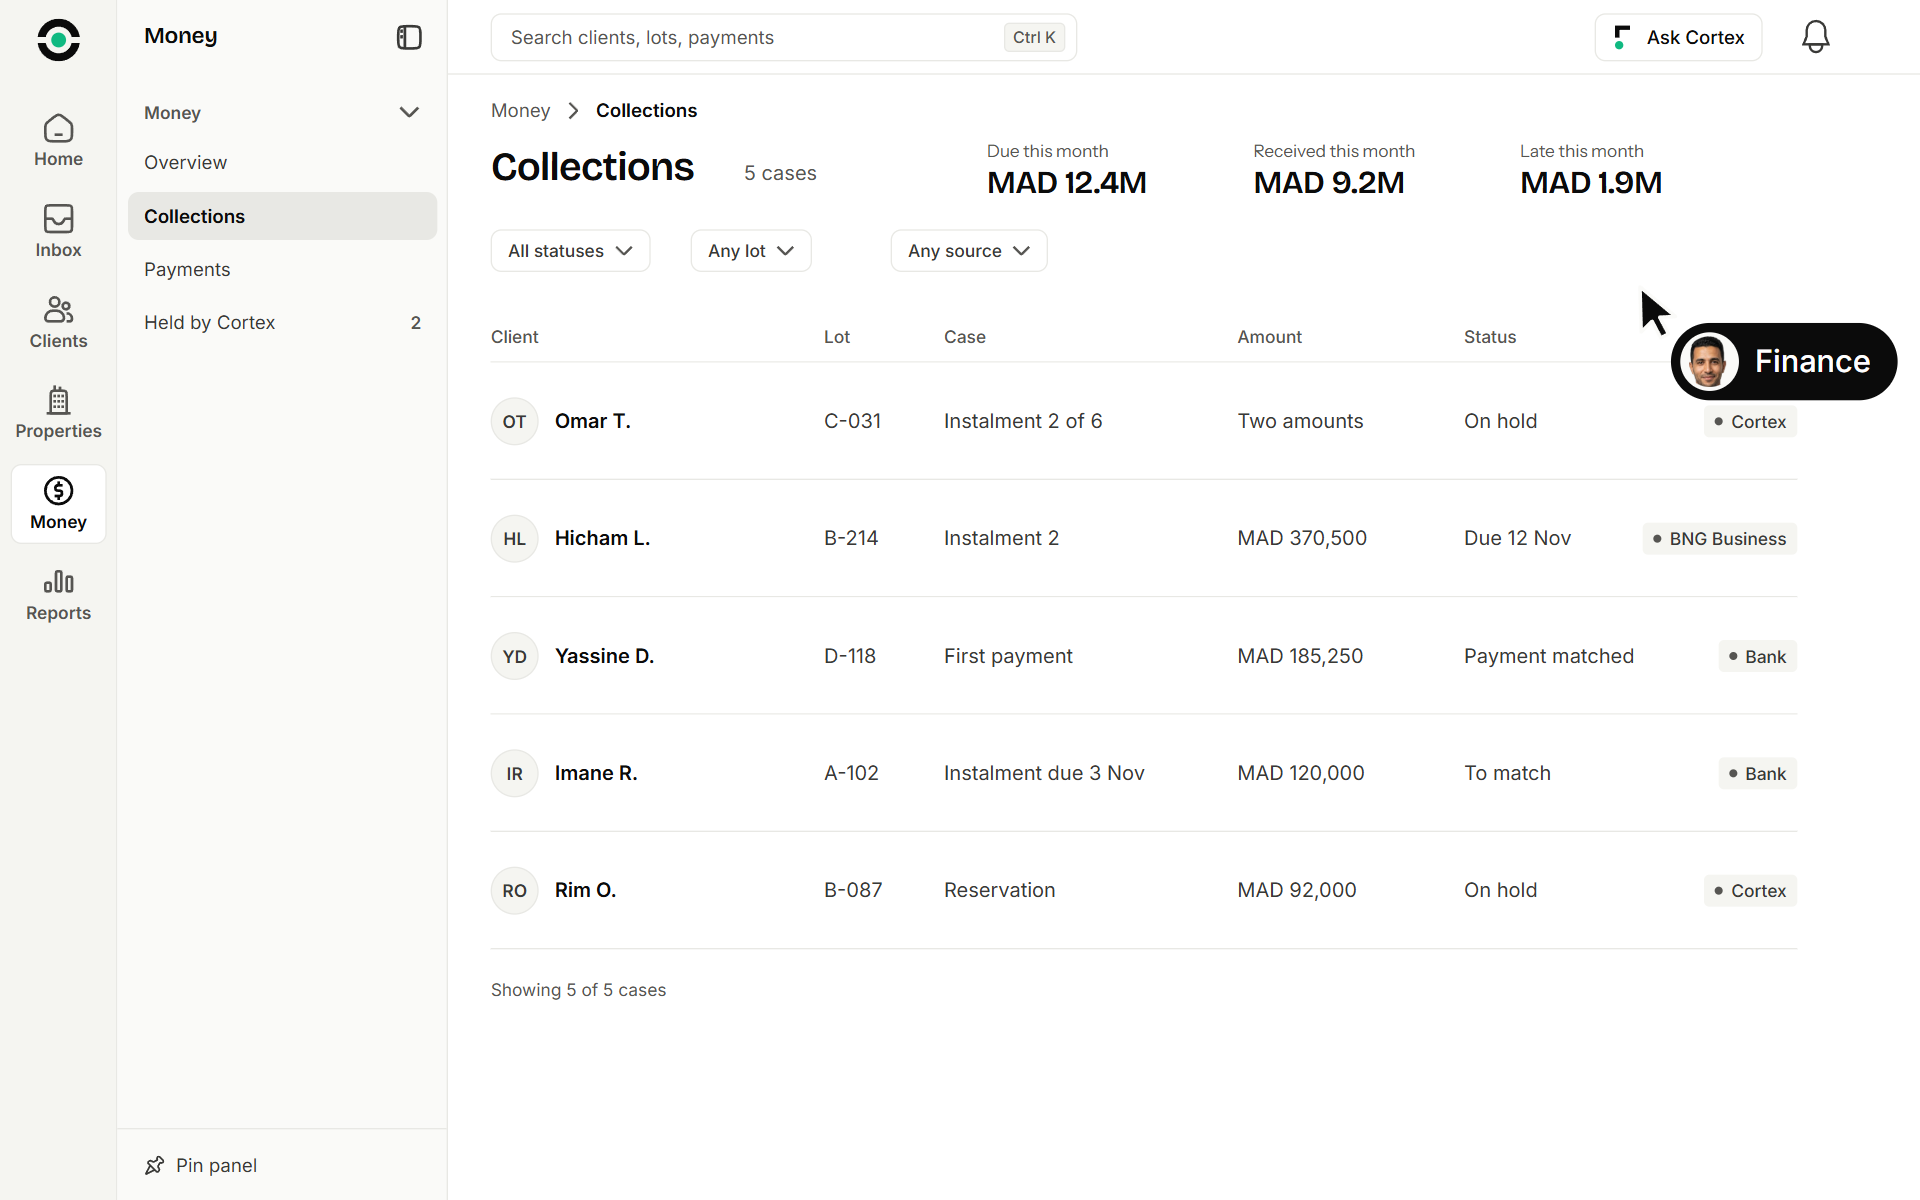 Money
Home
Inbox
Clients
Properties
Money
Reports
Money
Overview
Collections
Payments
Held by Cortex 2
Pin panel
Search clients, lots, payments Ctrl K
Ask Cortex
Money Collections
Collections 5 cases
Due this month
MAD 12.4M
Received this month
MAD 9.2M
Late this month
MAD 1.9M
All statuses Any lot Any source
Finance
Client Lot Case Amount Status
OT Omar T. C-031 Instalment 2 of 6 Two amounts On hold Cortex
HL Hicham L. B-214 Instalment 2 MAD 370,500 Due 12 Nov BNG Business
YD Yassine D. D-118 First payment MAD 185,250 Payment matched Bank
IR Imane R. A-102 Instalment due 3 Nov MAD 120,000 To match Bank
RO Rim O. B-087 Reservation MAD 92,000 On hold Cortex
Showing 5 of 5 cases